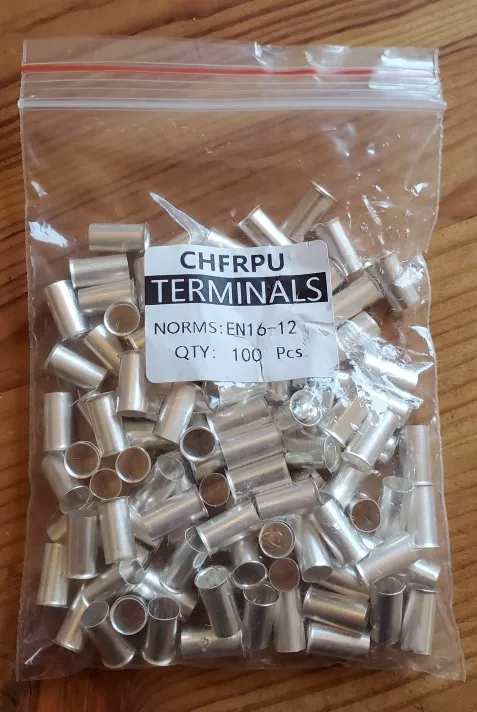 CHFRPU
TERMINALS
NORMS:EN16-12
QTY: 100 Pcs.